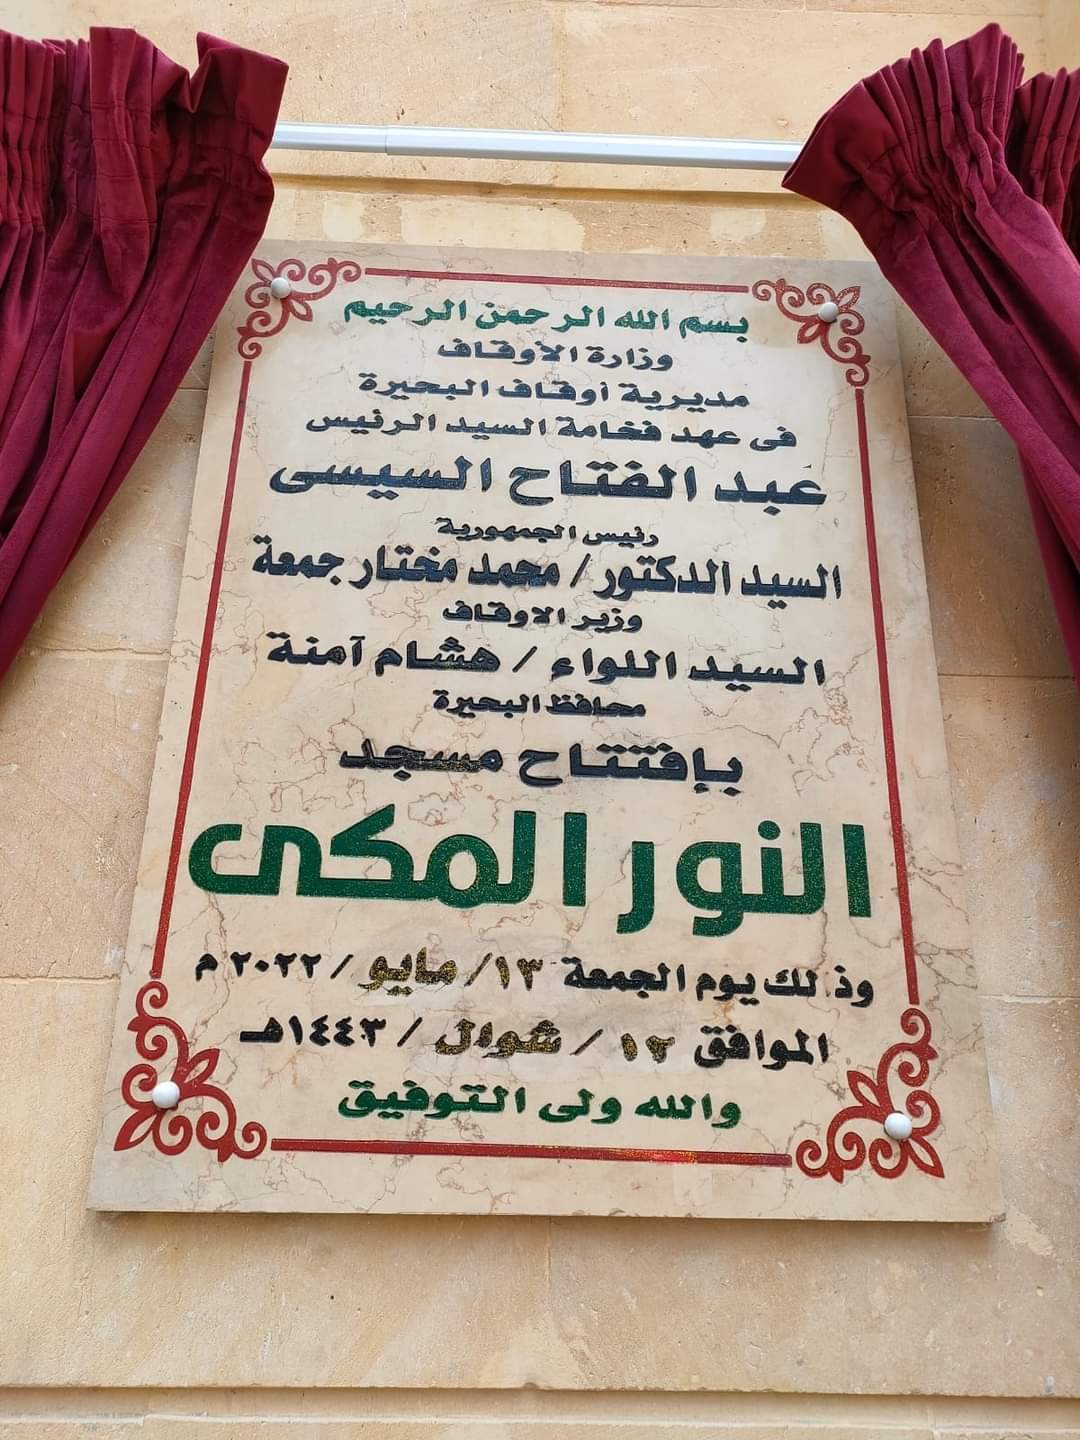 بسم الله الرحمن الرحيم
وزارة الأوقاف
مديرية أوقاف البحيرة
فى عهد فخامة السيد الرئيس
عبد الفتاح السيسى
رئيس الجمهورية
السيد الدكتور / محمد مختار جمعة
وزير الاوقاف
السيد اللواء / هشام آمنة
محافظ البحيرة
بإفتتاح مسجد
النور المكى
وذلك يوم الجمعة ١٣/ مايو / ٢٠٢٢م
الموافق ١٢ / شوال / ١٤٤٣هـ
والله ولى التوفيق